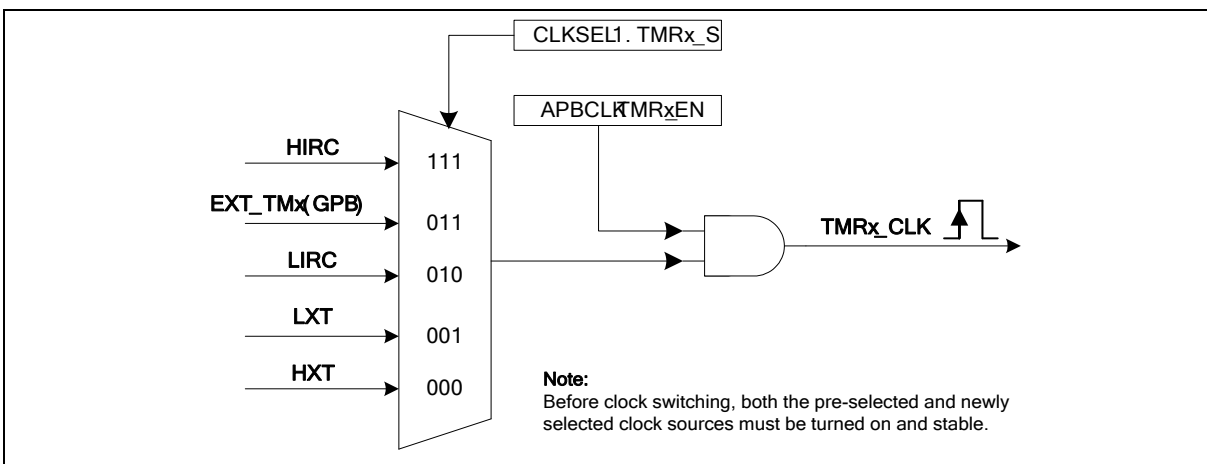 CLKSEL1. TMRx_S
APBCLKTMRxEN
HIRC
111
EXT_TMx(GPB)
011
TMRx_CLK
LIRC
010
LXT
001
HXT
000
Note:
Before clock switching, both the pre-selected and newly
selected clock sources must be turned on and stable.